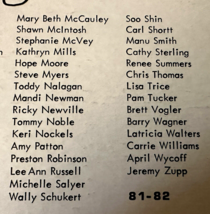 Mary Beth McCauley
Shawn McIntosh
Stephanie McVey
Kathryn Mills
Hope Moore
Steve Myers
Toddy Nalagan
Mandi Newman
Ricky Newville
Tommy Noble
Keri Nockels
Amy Patton
Preston Robinson
Lee Ann Russell
Michelle Salyer
Wally Schukert
Soo Shin
Carl Shortt
Manu Smith
Cathy Sterling
Renee Summers
Chris Thomas
Lisa Trice
Pam Tucker
Brett Vogler
Barry Wagner
Latricia Walters
Carrie Williams
April Wycoff
Jeremy Zupp
81-82